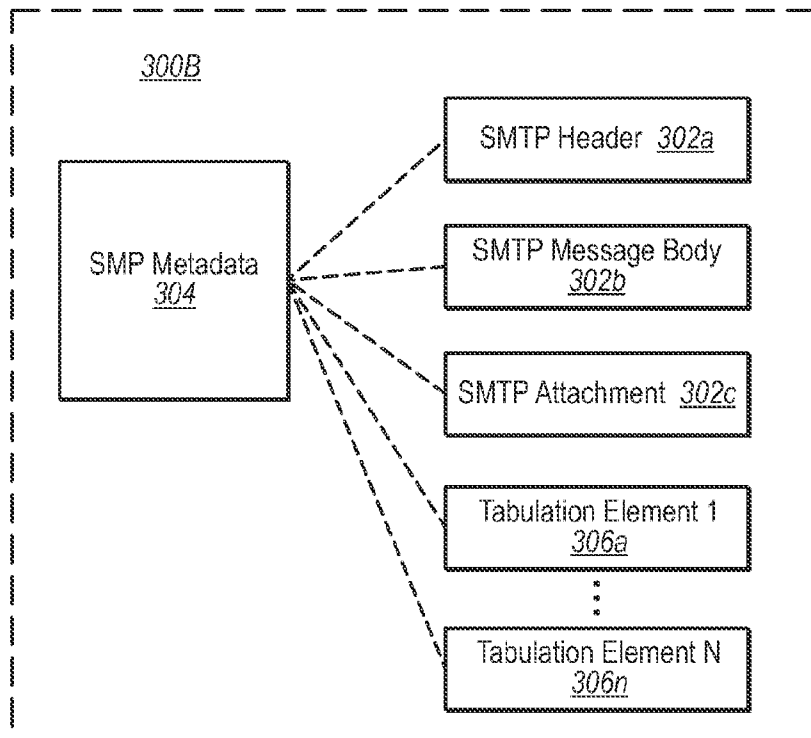 300B
SMP Metadata
304
SMTP Header 302a
SMTP Message Body
302b
SMTP Attachment 302c
Tabulation Element 1
306a
Tabulation Element N
306n